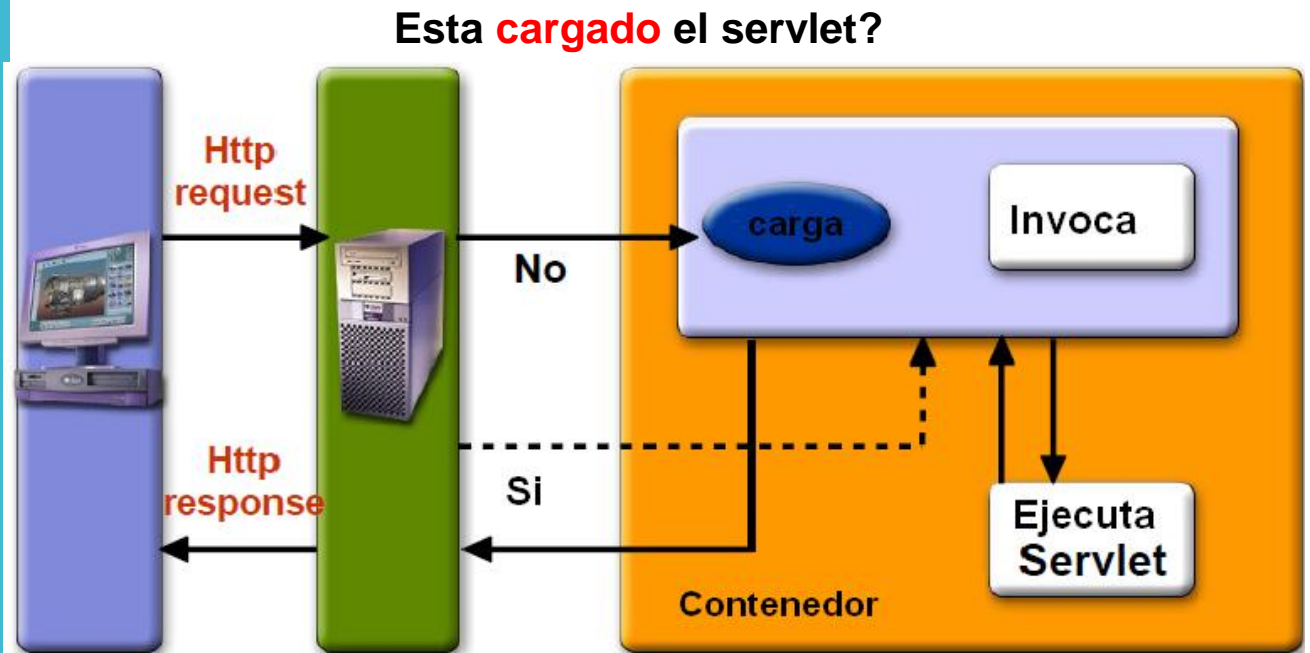 Esta cargado el servlet?
Http
request
No
carga
Invoca
Http
response
Si
Ejecuta
Servlet
Contenedor